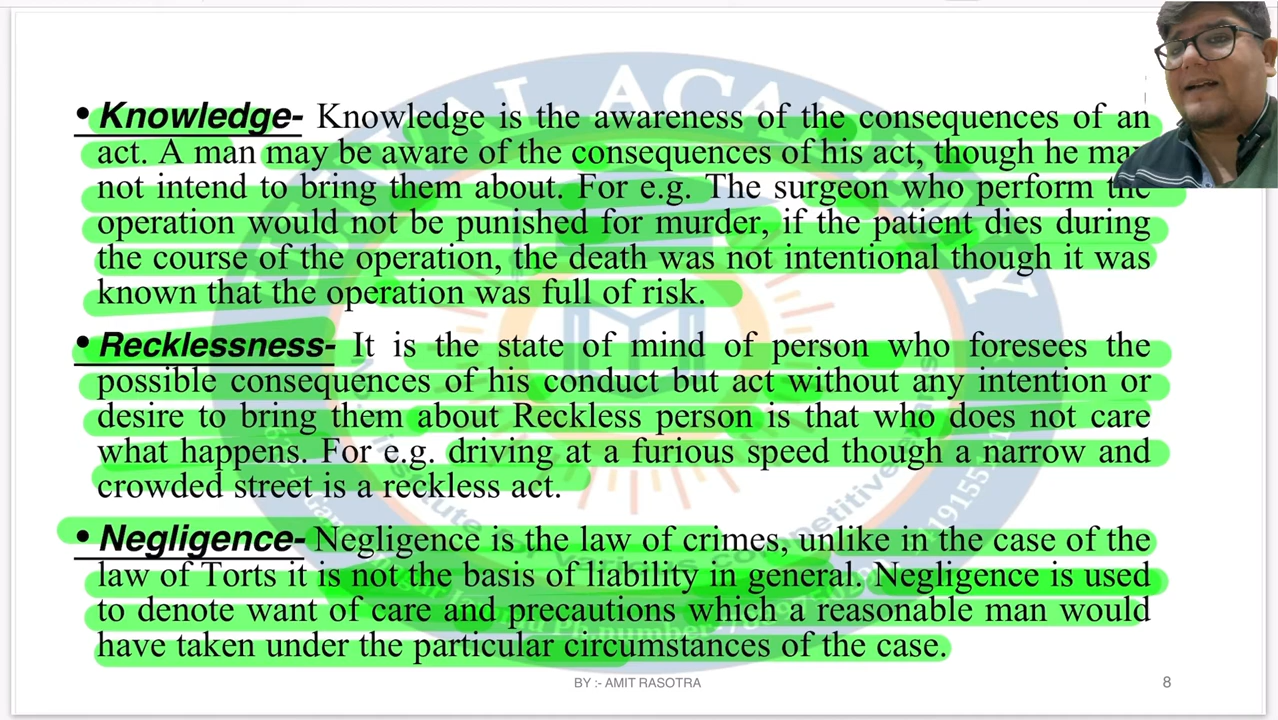 • Knowledge- Knowledge is the awareness of the consequences of an
act. A man may be aware of the consequences of his act, though he may
not intend to bring them about. For e.g. The surgeon who perform the
operation would not be punished for murder, if the patient dies during
the course of the operation, the death was not intentional though it was
known that the operation was full of risk.
• Recklessness- It is the state of mind of person who foresees the
possible consequences of his conduct but act without any intention or
desire to bring them about Reckless person is that who does not care
what happens. For e.g. driving at a furious speed though a narrow and
crowded street is a reckless act.
• Negligence- Negligence is the law of crimes, unlike in the case of the
law of Torts it is not the basis of liability in general. Negligence is used
to denote want of care and precautions which a reasonable man would
have taken under the particular circumstances of the case.
BY :- AMIT RASOTRA
8